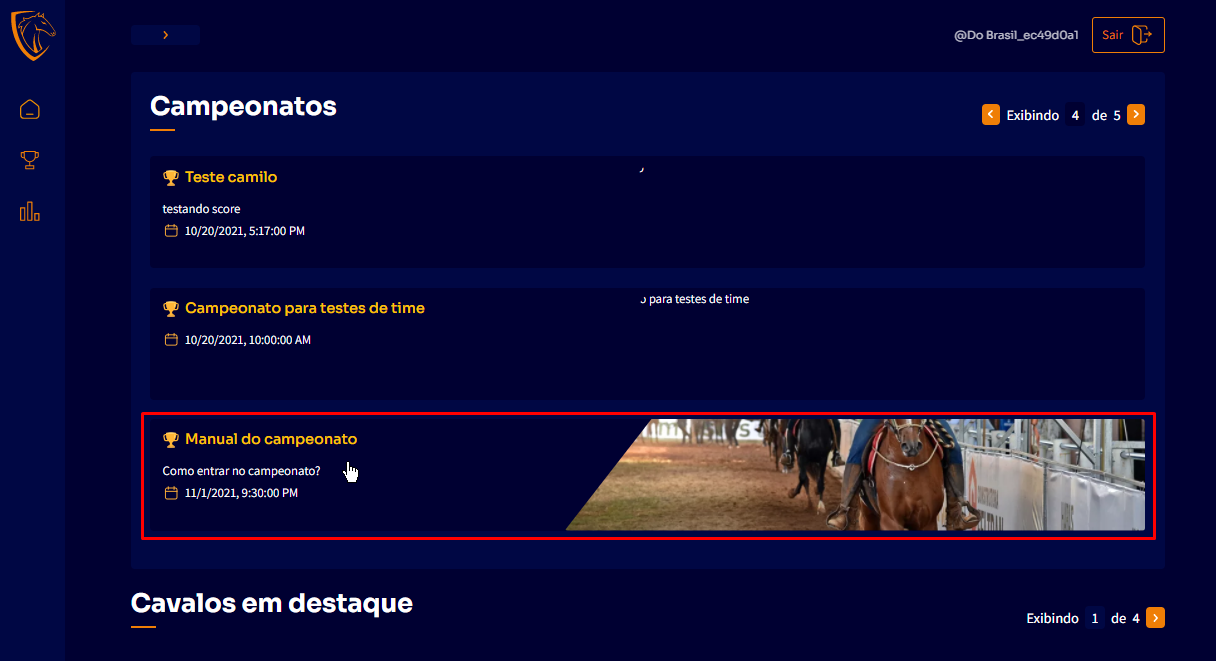 @Do Brasil_ec49d0a1
Sair
Campeonatos
Exibindo 4 de 5
Teste camilo
testando score
10/20/2021, 5:17:00 PM
Campeonato para testes de time
para testes de time
10/20/2021, 10:00:00 AM
Manual do campeonato
Como entrar no campeonato?
11/1/2021, 9:30:00 PM
Cavalos em destaque
Exibindo 1 de 4